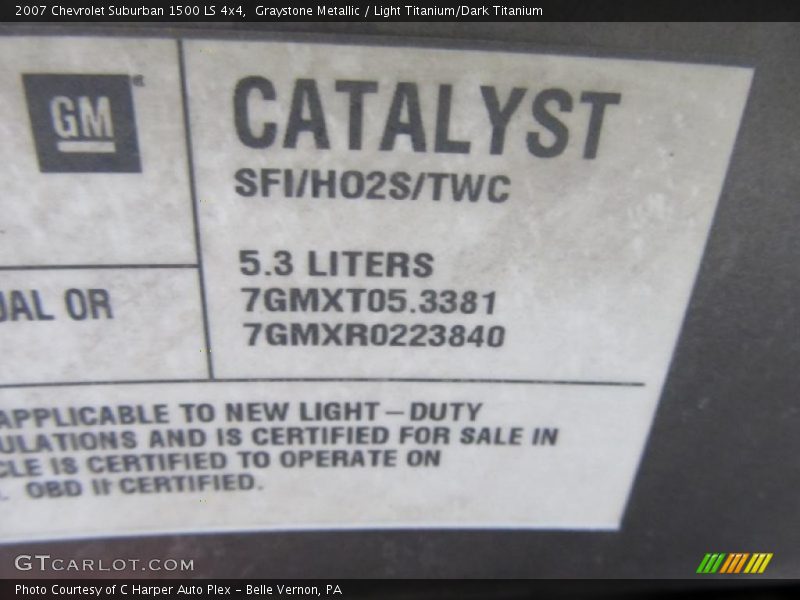 2007 Chevrolet Suburban 1500 LS 4x4, Graystone Metallic / Light Titanium/Dark Titanium
GM
CATALYST
SFI/HO2S/TWC
5.3 LITERS
7GMXT05.3381
7GMXR0223840
UAL OR
APPLICABLE TO NEW LIGHT-DUTY
ULATIONS AND IS CERTIFIED FOR SALE IN
CLE IS CERTIFIED TO OPERATE ON
. OBD II CERTIFIED.
GTCARLOT.COM
Photo Courtesy of C Harper Auto Plex - Belle Vernon, PA